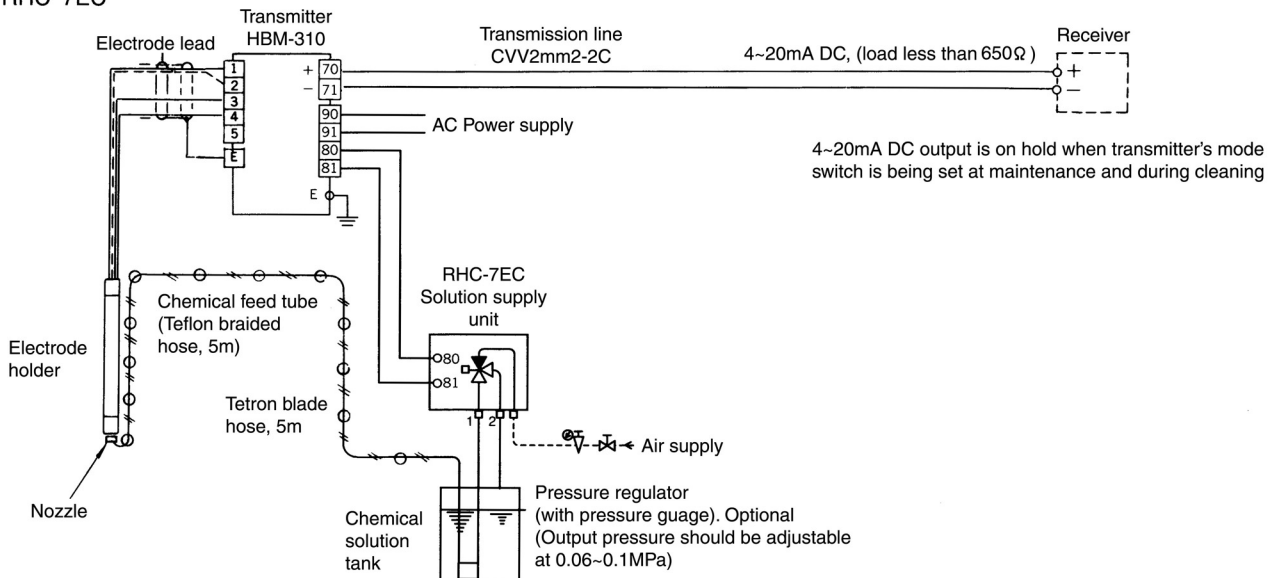 Transmitter
HBM-310
Electrode lead
Transmission line
CVV2mm2-2C
4~20mA DC, (load less than 650Ω)
Receiver
1
2
3
4
5
E
+ 70
− 71
90
91
80
81
E
+
−
AC Power supply
4~20mA DC output is on hold when transmitter's mode
switch is being set at maintenance and during cleaning
RHC-7EC
Solution supply
unit
80
81
1
2
Chemical feed tube
(Teflon braided
hose, 5m)
Electrode
holder
Tetron blade
hose, 5m
Air supply
Nozzle
Chemical
solution
tank
Pressure regulator
(with pressure guage). Optional
(Output pressure should be adjustable
at 0.06~0.1MPa)